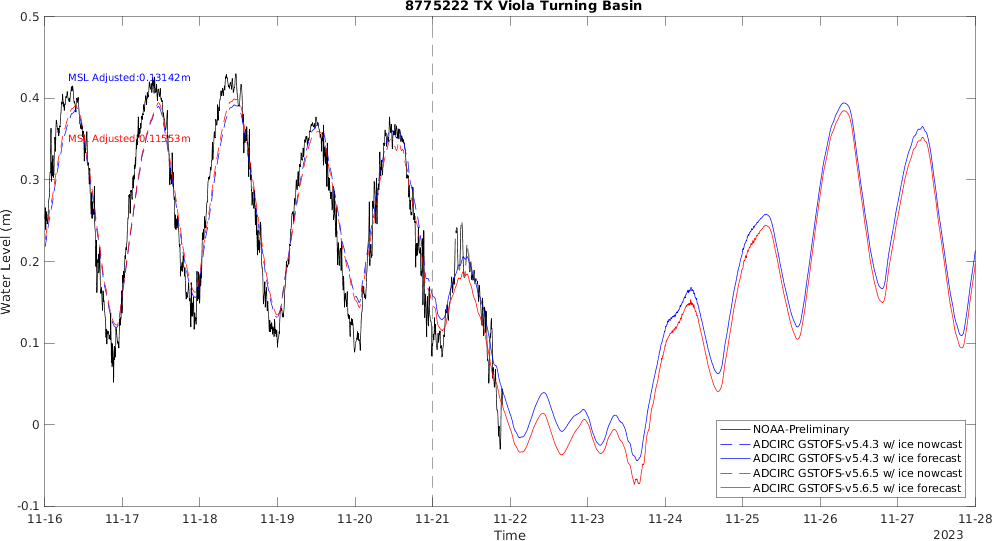 8775222 TX Viola Turning Basin
0.5
0.4
0.3
0.2
0.1
0
-0.1
Water Level (m)
MSL Adjusted:0.13142m
MSL Adjusted:0.11553m
NOAA-Preliminary
ADCIRC GSTOFS-v5.4.3 w/ ice nowcast
ADCIRC GSTOFS-v5.4.3 w/ ice forecast
ADCIRC GSTOFS-v5.6.5 w/ ice nowcast
ADCIRC GSTOFS-v5.6.5 w/ ice forecast
11-16 11-17 11-18 11-19 11-20 11-21 11-22 11-23 11-24 11-25 11-26 11-27 11-28
Time
2023